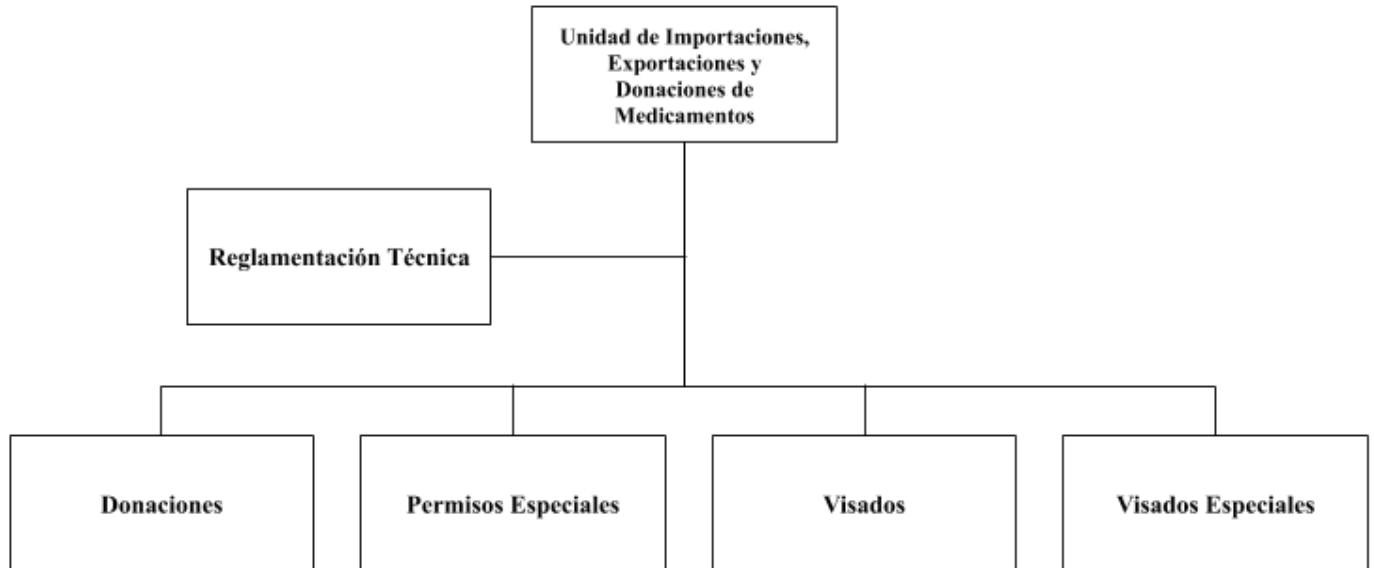 Unidad de Importaciones,
Exportaciones y
Donaciones de
Medicamentos
Reglamentación Técnica
Donaciones
Permisos Especiales
Visados
Visados Especiales